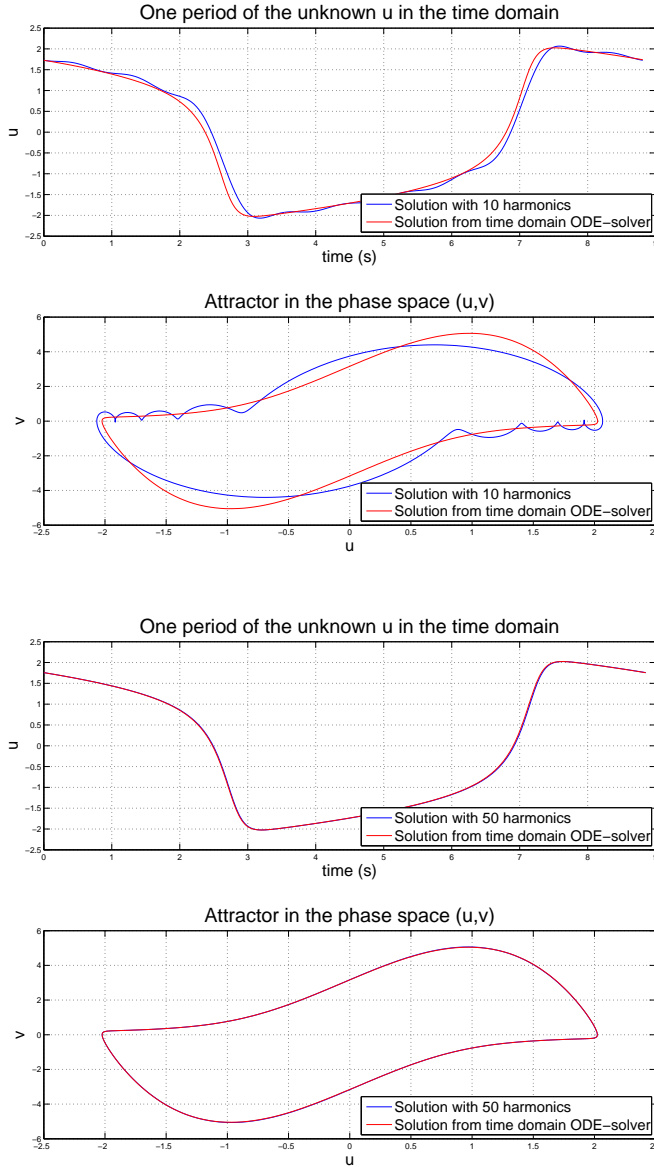 One period of the unknown u in the time domain
2.5
2
1.5
1
0.5
0
−0.5
−1
−1.5
−2
−2.5
u
0 1 2 3 4 5 6 7 8 9
time (s)
Solution with 10 harmonics
Solution from time domain ODE−solver
Attractor in the phase space (u,v)
6
4
2
0
−2
−4
−6
v
−2.5 −2 −1.5 −1 −0.5 0 0.5 1 1.5 2
u
Solution with 10 harmonics
Solution from time domain ODE−solver
One period of the unknown u in the time domain
2.5
2
1.5
1
0.5
0
−0.5
−1
−1.5
−2
−2.5
u
0 1 2 3 4 5 6 7 8
time (s)
Solution with 50 harmonics
Solution from time domain ODE−solver
Attractor in the phase space (u,v)
6
4
2
0
−2
−4
−6
v
−2.5 −2 −1.5 −1 −0.5 0 0.5 1 1.5 2
u
Solution with 50 harmonics
Solution from time domain ODE−solver